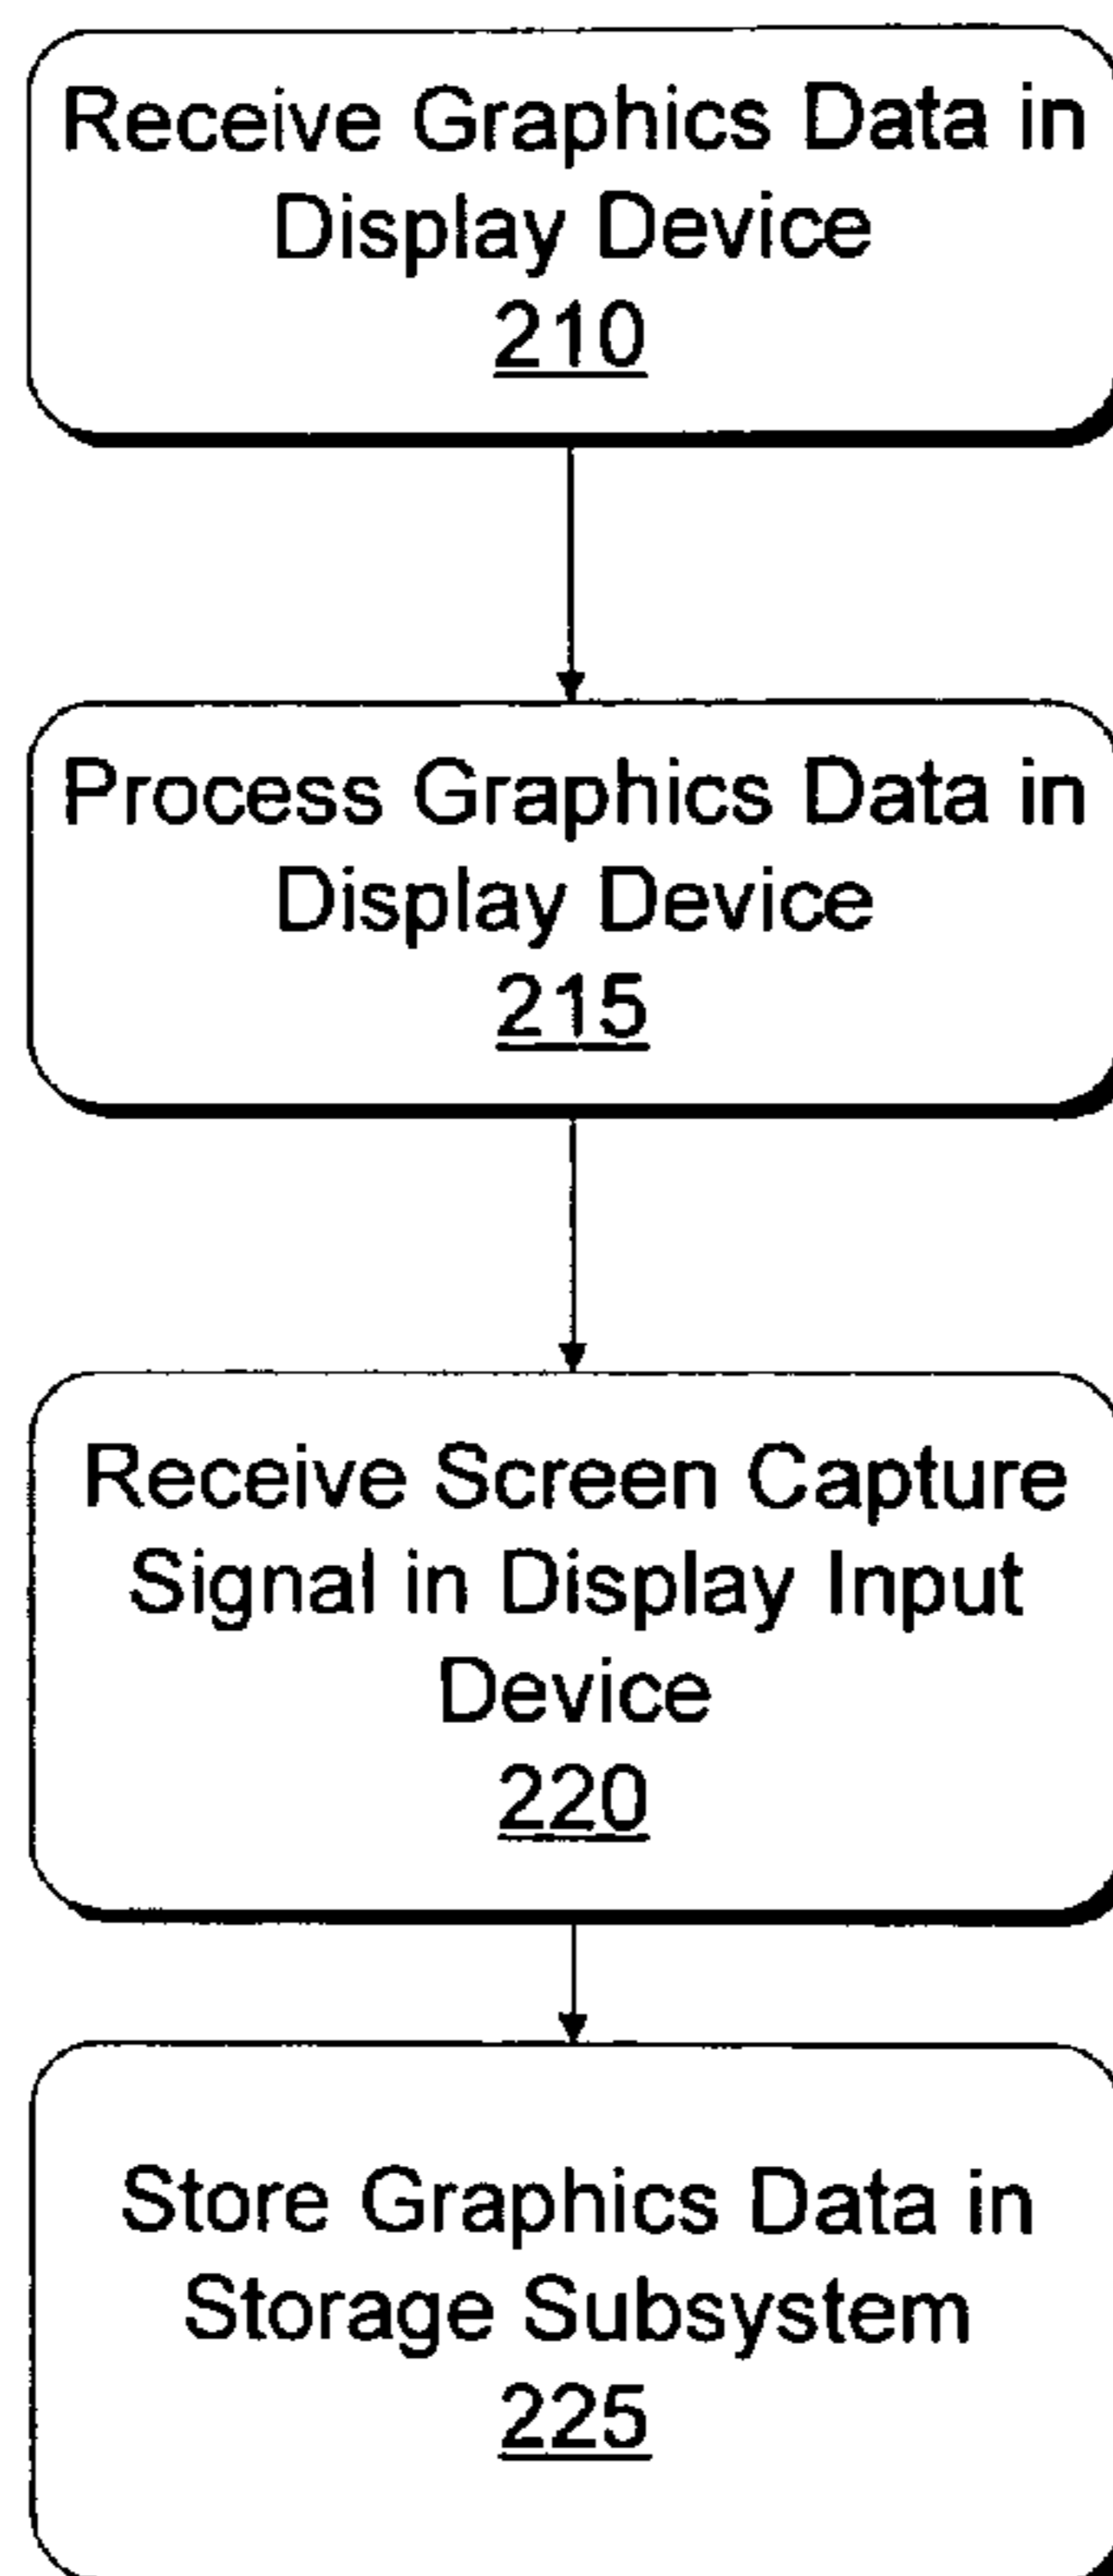 Receive Graphics Data in
Display Device
210
Process Graphics Data in
Display Device
215
Receive Screen Capture
Signal in Display Input
Device
220
Store Graphics Data in
Storage Subsystem
225